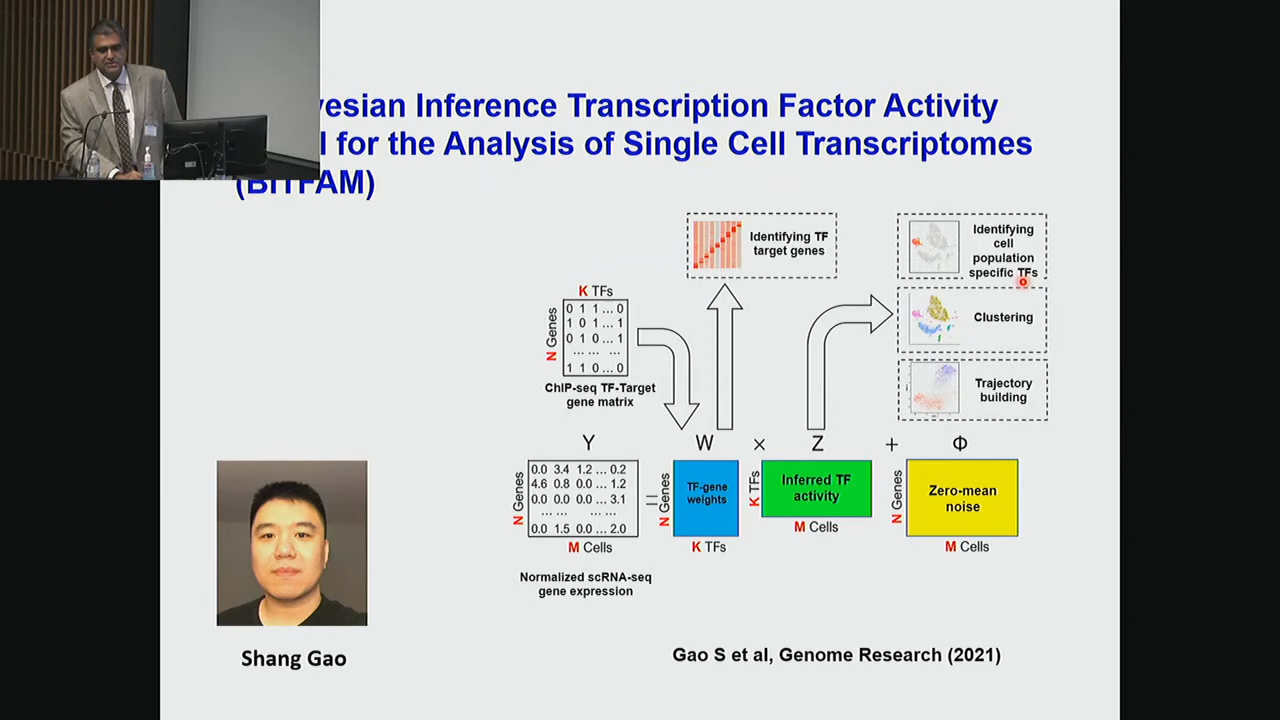 yesian Inference Transcription Factor Activity
l for the Analysis of Single Cell Transcriptomes
(BITFAM)
Identifying TF
target genes
Identifying
cell
population
specific TFs
Clustering
Trajectory
building
K TFs
N Genes
0 1 1 ... 0
1 0 1 ... 1
0 1 0 ... 1
... ... ...
1 1 0 ... 0
ChIP-seq TF-Target
gene matrix
Y
W
×
Z
+
Φ
N Genes
0.0 3.4 1.2 ... 0.2
4.6 0.8 0.0 ... 1.2
0.0 0.0 0.0 ... 3.1
... ... ... ...
0.0 1.5 0.0 ... 2.0
M Cells
Normalized scRNA-seq
gene expression
=
N Genes
TF-gene
weights
K TFs
K TFs
Inferred TF
activity
M Cells
N Genes
Zero-mean
noise
M Cells
Shang Gao
Gao S et al, Genome Research (2021)